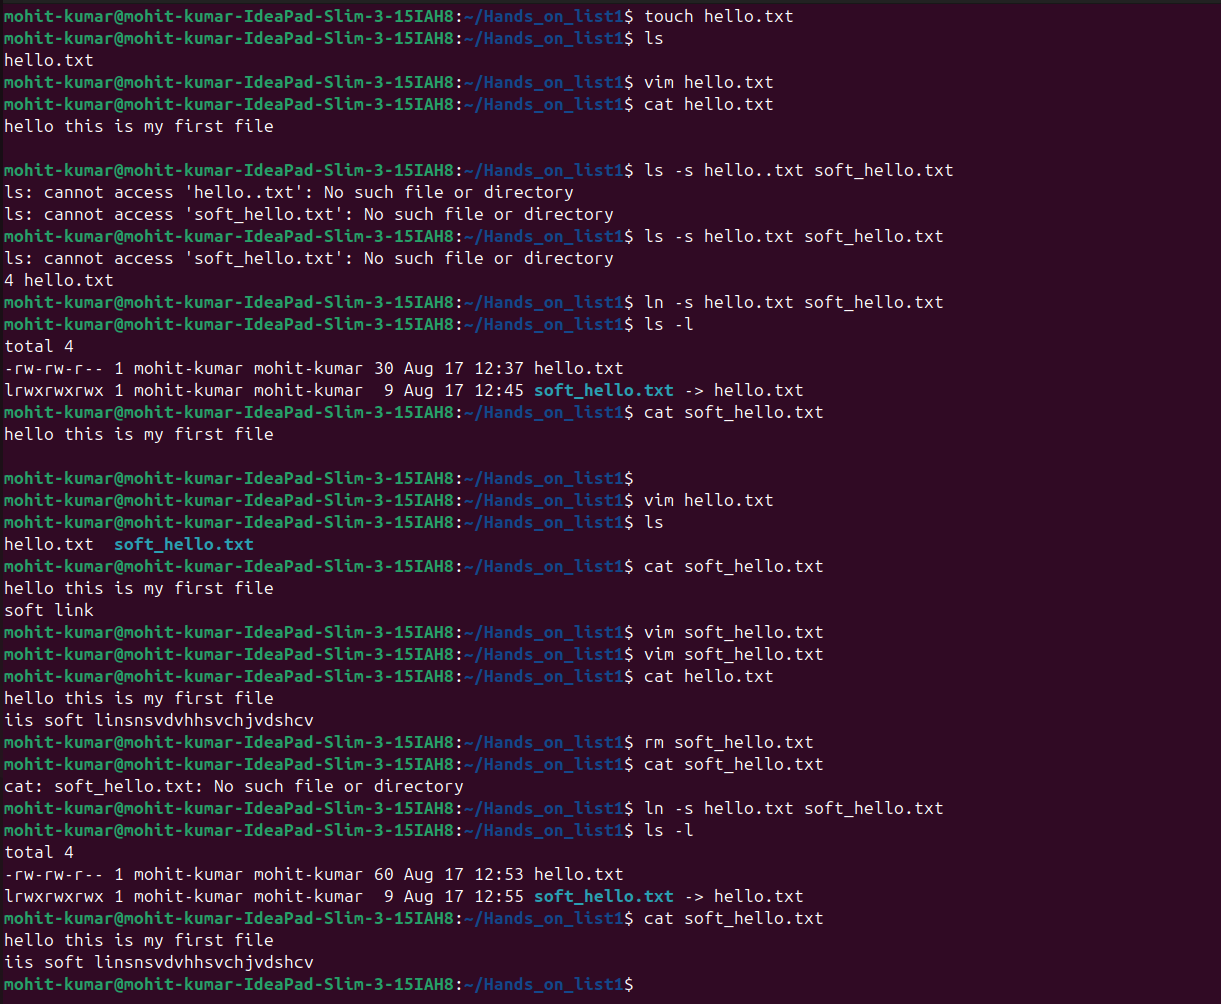 mohit-kumar@mohit-kumar-IdeaPad-Slim-3-15IAH8:~/Hands_on_list1$ touch hello.txt
mohit-kumar@mohit-kumar-IdeaPad-Slim-3-15IAH8:~/Hands_on_list1$ ls
hello.txt
mohit-kumar@mohit-kumar-IdeaPad-Slim-3-15IAH8:~/Hands_on_list1$ vim hello.txt
mohit-kumar@mohit-kumar-IdeaPad-Slim-3-15IAH8:~/Hands_on_list1$ cat hello.txt
hello this is my first file

mohit-kumar@mohit-kumar-IdeaPad-Slim-3-15IAH8:~/Hands_on_list1$ ls -s hello..txt soft_hello.txt
ls: cannot access 'hello..txt': No such file or directory
ls: cannot access 'soft_hello.txt': No such file or directory
mohit-kumar@mohit-kumar-IdeaPad-Slim-3-15IAH8:~/Hands_on_list1$ ls -s hello.txt soft_hello.txt
ls: cannot access 'soft_hello.txt': No such file or directory
4 hello.txt
mohit-kumar@mohit-kumar-IdeaPad-Slim-3-15IAH8:~/Hands_on_list1$ ln -s hello.txt soft_hello.txt
mohit-kumar@mohit-kumar-IdeaPad-Slim-3-15IAH8:~/Hands_on_list1$ ls -l
total 4
-rw-rw-r-- 1 mohit-kumar mohit-kumar 30 Aug 17 12:37 hello.txt
lrwxrwxrwx 1 mohit-kumar mohit-kumar  9 Aug 17 12:45 soft_hello.txt -> hello.txt
mohit-kumar@mohit-kumar-IdeaPad-Slim-3-15IAH8:~/Hands_on_list1$ cat soft_hello.txt
hello this is my first file

mohit-kumar@mohit-kumar-IdeaPad-Slim-3-15IAH8:~/Hands_on_list1$
mohit-kumar@mohit-kumar-IdeaPad-Slim-3-15IAH8:~/Hands_on_list1$ vim hello.txt
mohit-kumar@mohit-kumar-IdeaPad-Slim-3-15IAH8:~/Hands_on_list1$ ls
hello.txt  soft_hello.txt
mohit-kumar@mohit-kumar-IdeaPad-Slim-3-15IAH8:~/Hands_on_list1$ cat soft_hello.txt
hello this is my first file
soft link
mohit-kumar@mohit-kumar-IdeaPad-Slim-3-15IAH8:~/Hands_on_list1$ vim soft_hello.txt
mohit-kumar@mohit-kumar-IdeaPad-Slim-3-15IAH8:~/Hands_on_list1$ vim soft_hello.txt
mohit-kumar@mohit-kumar-IdeaPad-Slim-3-15IAH8:~/Hands_on_list1$ cat hello.txt
hello this is my first file
iis soft linsnsvdvhhsvchjvdshcv
mohit-kumar@mohit-kumar-IdeaPad-Slim-3-15IAH8:~/Hands_on_list1$ rm soft_hello.txt
mohit-kumar@mohit-kumar-IdeaPad-Slim-3-15IAH8:~/Hands_on_list1$ cat soft_hello.txt
cat: soft_hello.txt: No such file or directory
mohit-kumar@mohit-kumar-IdeaPad-Slim-3-15IAH8:~/Hands_on_list1$ ln -s hello.txt soft_hello.txt
mohit-kumar@mohit-kumar-IdeaPad-Slim-3-15IAH8:~/Hands_on_list1$ ls -l
total 4
-rw-rw-r-- 1 mohit-kumar mohit-kumar 60 Aug 17 12:53 hello.txt
lrwxrwxrwx 1 mohit-kumar mohit-kumar  9 Aug 17 12:55 soft_hello.txt -> hello.txt
mohit-kumar@mohit-kumar-IdeaPad-Slim-3-15IAH8:~/Hands_on_list1$ cat soft_hello.txt
hello this is my first file
iis soft linsnsvdvhhsvchjvdshcv
mohit-kumar@mohit-kumar-IdeaPad-Slim-3-15IAH8:~/Hands_on_list1$